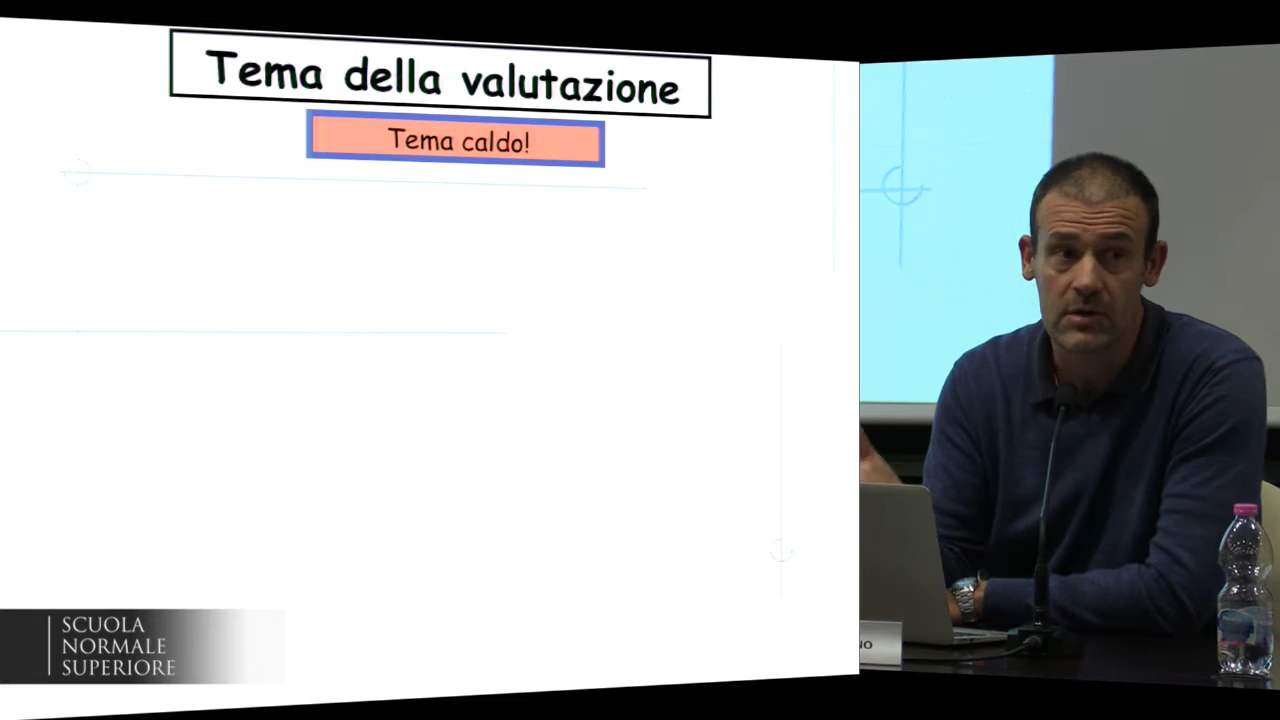 Tema della valutazione
Tema caldo!
SCUOLA
NORMALE
SUPERIORE